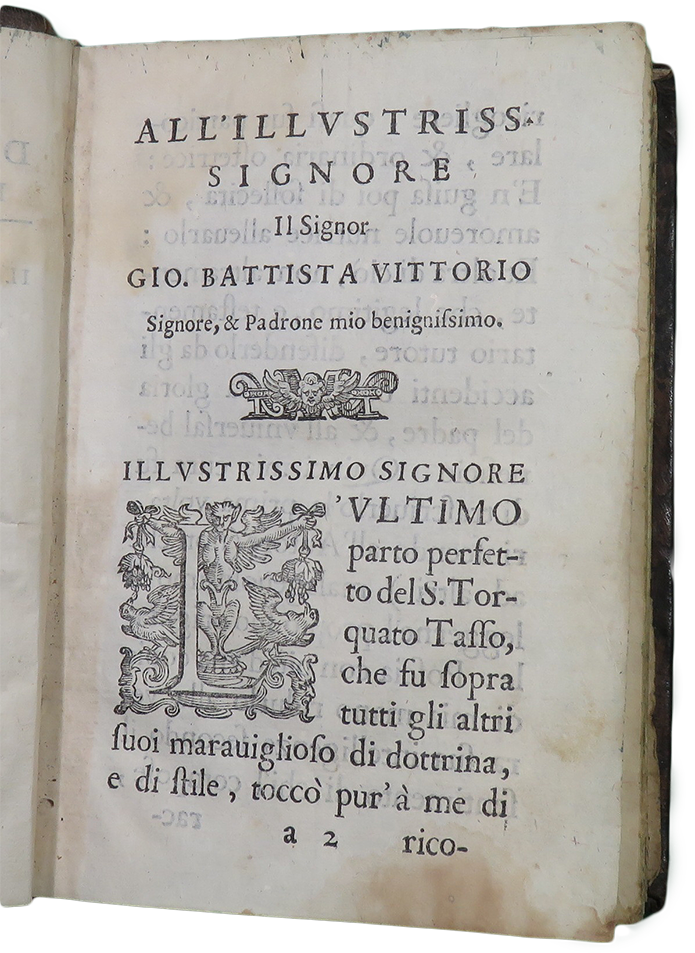 ALL'ILLVSTRISS.
SIGNORE
Il Signor
GIO. BATTISTA VITTORIO
Signore, & Padrone mio benigniſsimo.
ILLVSTRISSIMO SIGNORE
L'VLTIMO
parto perfet-
to del S. Tor-
quato Taſſo,
che fu ſopra
tutti gli altri
ſuoi marauiglioſo di dottrina,
e di ſtile, toccò pur'à me di
a 2 rico-